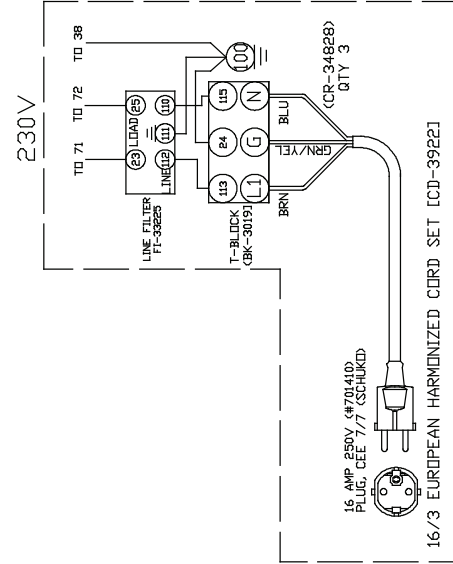 230V
TO 71
TO 72
TO 38
LINE FILTER
FI-33225
23
LOAD
25
LINE
112
111
110
100
T-BLOCK
(BK-3019)
113
24
115
L1
G
N
BRN
GRN/YEL
BLU
(CR-34828)
QTY 3
16 AMP 250V (#701410)
PLUG, CEE 7/7 (SCHUKO)
16/3 EUROPEAN HARMONIZED CORD SET [CD-3922]